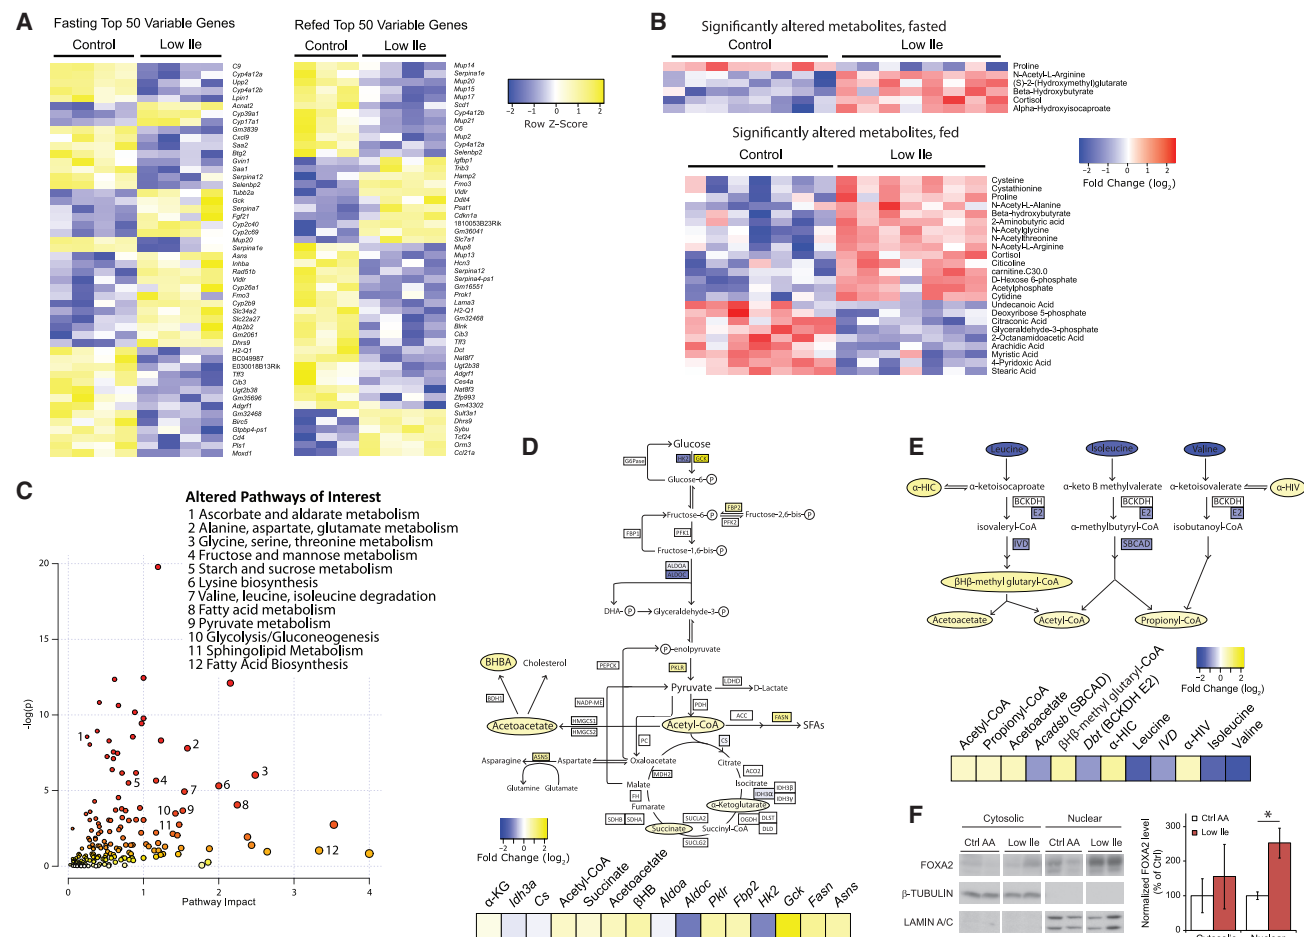 A
Fasting Top 50 Variable Genes
Control
Low Ile
C9
Cyp4a12a
Upp2
Cyp4a12b
Lpin1
Acnat2
Cyp39a1
Cyp17a1
Gm3839
Cxcl9
Saa2
Btg2
Gvin1
Saa1
Serpina12
Selenbp2
Tubb2a
Gck
Serpina7
Fgf21
Cyp2c40
Cyp2c69
Mup20
Serpina1e
Asns
Inhba
Rad51b
Vldlr
Cyp26a1
Fmo3
Cyp2b9
Slc34a2
Slc22a27
Atp2b2
Gm2061
Dhrs9
H2-Q1
BC049987
E030018B13Rik
Tff3
Cib3
Ugt2b38
Gm35696
Adgrf1
Gm32468
Birc5
Gtpbp4-ps1
Cd4
Pls1
Moxd1
Refed Top 50 Variable Genes
Control
Low Ile
Mup14
Serpina1e
Mup20
Mup15
Mup17
Scd1
Cyp4a12b
Mup21
C6
Mup2
Cyp4a12a
Selenbp2
Igfbp1
Trib3
Hamp2
Fmo3
Vldlr
Ddit4
Psat1
Cdkn1a
1810053B23Rik
Gm36041
Slc7a1
Mup8
Mup13
Hcn3
Serpina12
Serpina4-ps1
Gm16551
Prok1
Lama3
H2-Q1
Gm32468
Blnk
Cib3
Tff3
Dct
Nat8f7
Ugt2b38
Adgrf1
Ces4a
Nat8f3
Zfp993
Gm43302
Sult3a1
Dhrs9
Sybu
Tcf24
Orm3
Ccl21a
-2 -1 0 1 2
Row Z-Score
B
Significantly altered metabolites, fasted
Control
Low Ile
Proline
N-Acetyl-L-Arginine
(S)-2-(Hydroxymethyl)glutarate
Beta-Hydroxybutyrate
Cortisol
Alpha-Hydroxyisocaproate
Significantly altered metabolites, fed
Control
Low Ile
Cysteine
Cystathionine
Proline
N-Acetyl-L-Alanine
Beta-hydroxybutyrate
2-Aminobutyric acid
N-Acetylglycine
N-Acetylthreonine
N-Acetyl-L-Arginine
Cortisol
Citicoline
carnitine.C30.0
D-Hexose 6-phosphate
Acetylphosphate
Cytidine
Undecanoic Acid
Deoxyribose 5-phosphate
Citraconic Acid
Glyceraldehyde-3-phosphate
2-Octanamidoacetic Acid
Arachidic Acid
Myristic Acid
4-Pyridoxic Acid
Stearic Acid
-2 -1 0 1 2
Fold Change (log2)
C
Altered Pathways of Interest
1 Ascorbate and aldarate metabolism
2 Alanine, aspartate, glutamate metabolism
3 Glycine, serine, threonine metabolism
4 Fructose and mannose metabolism
5 Starch and sucrose metabolism
6 Lysine biosynthesis
7 Valine, leucine, isoleucine degradation
8 Fatty acid metabolism
9 Pyruvate metabolism
10 Glycolysis/Gluconeogenesis
11 Sphingolipid Metabolism
12 Fatty Acid Biosynthesis
20
15
10
5
0
-log(p)
1
2
3
4
5
6
7
8
10
9
11
12
0 1 2 3 4
Pathway Impact
D
Glucose
G6Pase
HK2
GCK
Glucose-6-P
FBP2
Fructose-6-P
PFK2
Fructose-2,6-bis-P
FBP1
PFK1
Fructose-1,6-bis-P
ALDOA
ALDOC
DHA-P
Glyceraldehyde-3-P
P-enolpyruvate
PEPCK
PKLR
BHBA
Cholesterol
Pyruvate
LDHD
D-Lactate
BDH1
NADP-ME
PDH
Acetoacetate
HMGCS1
HMGCS2
Acetyl-CoA
ACC
FASN
SFAs
PC
CS
Asparagine
ASNS
Aspartate
Oxaloacetate
Citrate
Glutamine
Glutamate
MDH2
ACO2
Malate
Isocitrate
FH
IDH3α
IDH3β
IDH3γ
Fumarate
α-Ketoglutarate
SDHB
SDHA
SUCLA2
OGDH
DLST
DLD
Succinate
Succinyl-CoA
SUCLG2
-2 -1 0 1 2
Fold Change (log2)
α-KG
Idh3a
Cs
Acetyl-CoA
Succinate
Acetoacetate
βHB
Aldoa
Aldoc
Pklr
Fbp2
Hk2
Gck
Fasn
Asns
E
Leucine
Isoleucine
Valine
α-HIC
α-ketoisocaproate
α-keto B methylvalerate
α-ketoisovalerate
α-HIV
BCKDH
E2
BCKDH
E2
BCKDH
E2
isovaleryl-CoA
α-methylbutyryl-CoA
isobutanoyl-CoA
IVD
SBCAD
βHβ-methyl glutaryl-CoA
Acetoacetate
Acetyl-CoA
Propionyl-CoA
-2 -1 0 1 2
Fold Change (log2)
Acetyl-CoA
Propionyl-CoA
Acetoacetate
Acadsb (SBCAD)
βHβ-methyl glutaryl-CoA
Dbt (BCKDH E2)
α-HIC
Leucine
IVD
α-HIV
Isoleucine
Valine
F
Cytosolic
Nuclear
Ctrl AA
Low Ile
Ctrl AA
Low Ile
FOXA2
β-TUBULIN
LAMIN A/C
Normalized FOXA2 level
(% of Ctrl)
300
200
100
0
Ctrl AA
Low Ile
*
Cytosolic
Nuclear